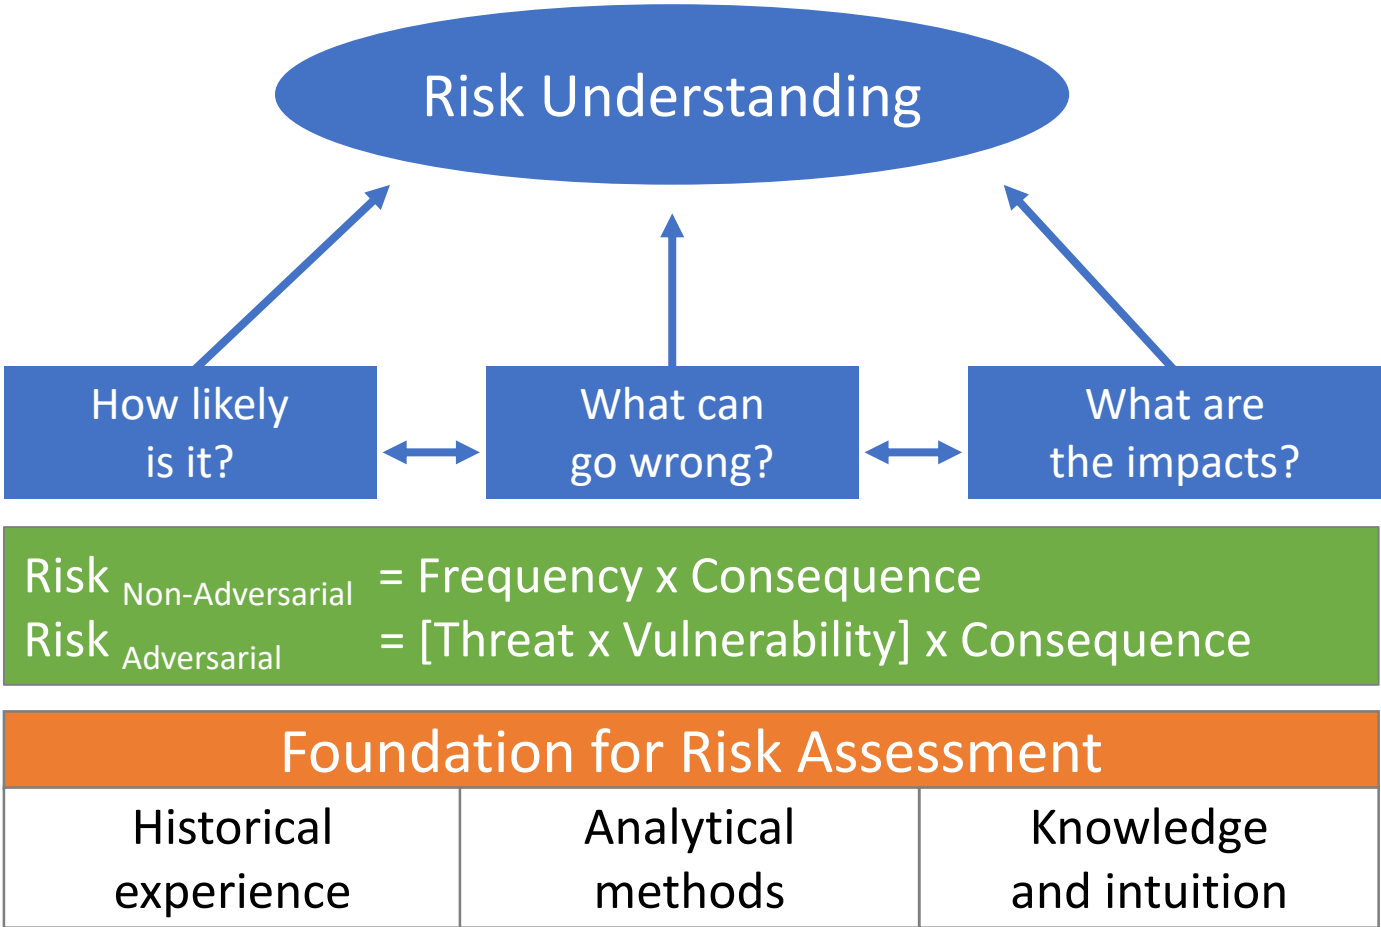 Risk Understanding
How likely
is it?
What can
go wrong?
What are
the impacts?
Risk Non-Adversarial = Frequency x Consequence
Risk Adversarial = [Threat x Vulnerability] x Consequence
Foundation for Risk Assessment
Historical
experience
Analytical
methods
Knowledge
and intuition